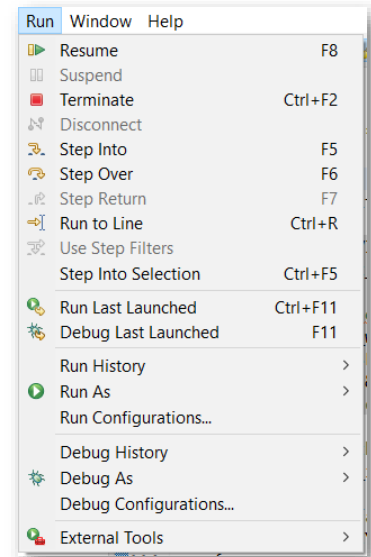 Run Window Help
Resume F8
Suspend
Terminate Ctrl+F2
Disconnect
Step Into F5
Step Over F6
Step Return F7
Run to Line Ctrl+R
Use Step Filters
Step Into Selection Ctrl+F5
Run Last Launched Ctrl+F11
Debug Last Launched F11
Run History
Run As
Run Configurations...
Debug History
Debug As
Debug Configurations...
External Tools